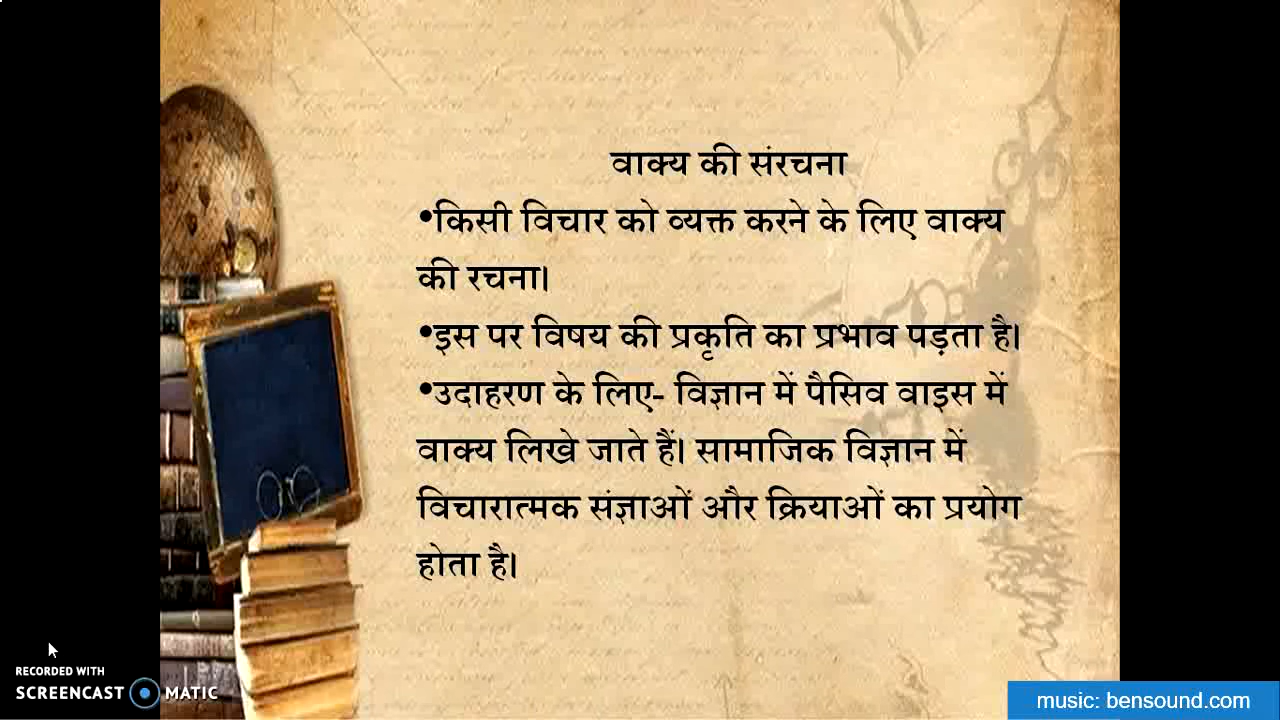 वाक्य की संरचना
•किसी विचार को व्यक्त करने के लिए वाक्य
की रचना।
•इस पर विषय की प्रकृति का प्रभाव पड़ता है।
•उदाहरण के लिए- विज्ञान में पैसिव वाइस में
वाक्य लिखे जाते हैं। सामाजिक विज्ञान में
विचारात्मक संज्ञाओं और क्रियाओं का प्रयोग
होता है।
RECORDED WITH
SCREENCAST MATIC
music: bensound.com